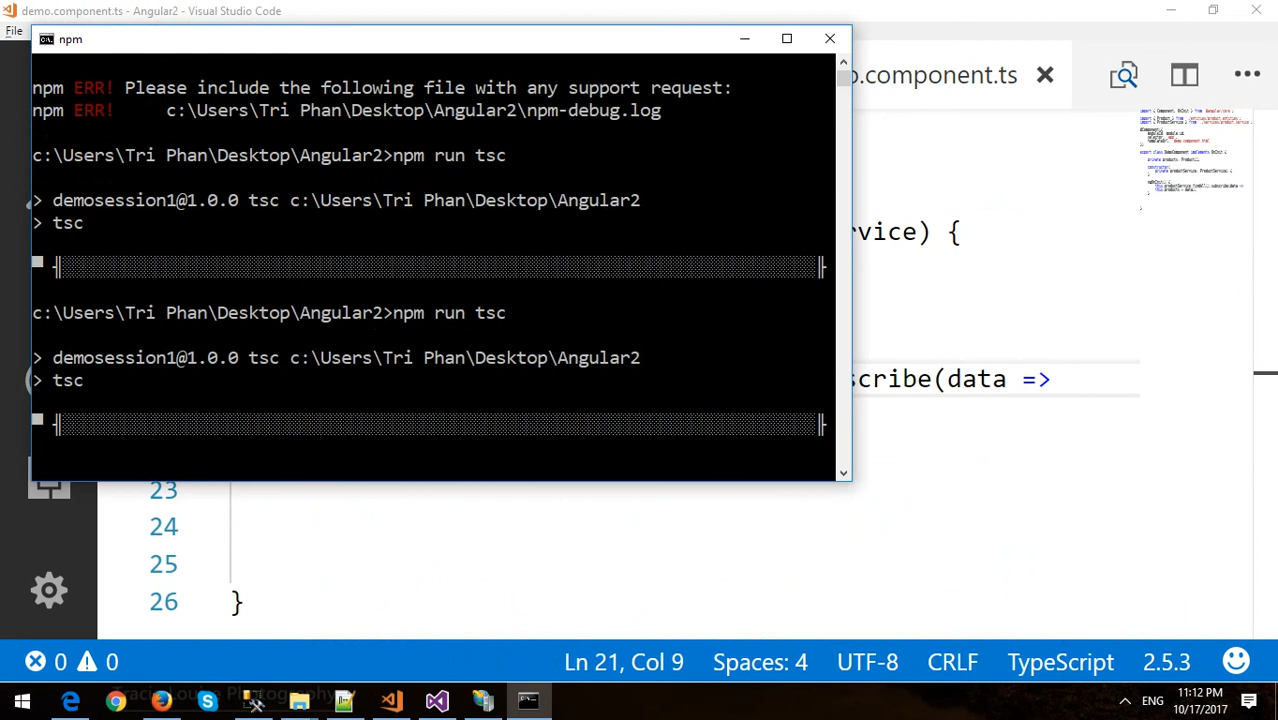 demo.component.ts - Angular2 - Visual Studio Code
File
npm
npm ERR! Please include the following file with any support request:
npm ERR!     c:\Users\Tri Phan\Desktop\Angular2\npm-debug.log
c:\Users\Tri Phan\Desktop\Angular2>npm run tsc
> demosession1@1.0.0 tsc c:\Users\Tri Phan\Desktop\Angular2
> tsc
c:\Users\Tri Phan\Desktop\Angular2>npm run tsc
> demosession1@1.0.0 tsc c:\Users\Tri Phan\Desktop\Angular2
> tsc
o.component.ts
rvice) {
scribe(data =>
23
24
25
26 }
0 0
Ln 21, Col 9 Spaces: 4 UTF-8 CRLF TypeScript 2.5.3
ENG
11:12 PM
10/17/2017